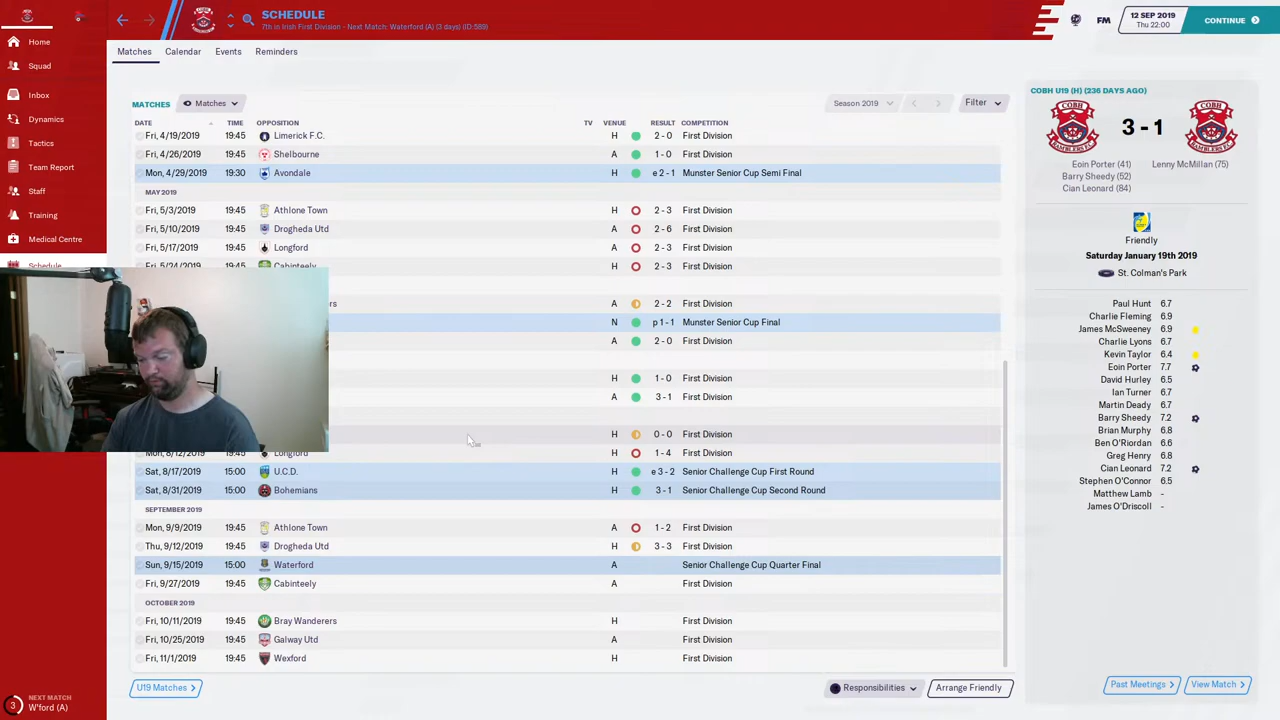 SCHEDULE
7th in Irish First Division - Next Match: Waterford (A) (3 days) (ID:589)
FM
12 SEP 2019
Thu 22:00
CONTINUE
Home
Squad
Inbox
Dynamics
Tactics
Team Report
Staff
Training
Medical Centre
Schedule
NEXT MATCH
3
W'ford (A)
Matches
Calendar
Events
Reminders
MATCHES
Matches
Season 2019
Filter
DATE TIME OPPOSITION TV VENUE RESULT COMPETITION
Fri, 4/19/2019 19:45 Limerick F.C. H 2 - 0 First Division
Fri, 4/26/2019 19:45 Shelbourne A 1 - 0 First Division
Mon, 4/29/2019 19:30 Avondale H e 2 - 1 Munster Senior Cup Semi Final
MAY 2019
Fri, 5/3/2019 19:45 Athlone Town H 2 - 3 First Division
Fri, 5/10/2019 19:45 Drogheda Utd A 2 - 6 First Division
Fri, 5/17/2019 19:45 Longford A 2 - 3 First Division
Fri, 5/24/2019 19:45 Cabinteely H 2 - 3 First Division
rs A 2 - 2 First Division
N p 1 - 1 Munster Senior Cup Final
A 2 - 0 First Division
H 1 - 0 First Division
A 3 - 1 First Division
H 0 - 0 First Division
Mon, 8/12/2019 19:45 Longford H 1 - 4 First Division
Sat, 8/17/2019 15:00 U.C.D. H e 3 - 2 Senior Challenge Cup First Round
Sat, 8/31/2019 15:00 Bohemians H 3 - 1 Senior Challenge Cup Second Round
SEPTEMBER 2019
Mon, 9/9/2019 19:45 Athlone Town A 1 - 2 First Division
Thu, 9/12/2019 19:45 Drogheda Utd H 3 - 3 First Division
Sun, 9/15/2019 15:00 Waterford A Senior Challenge Cup Quarter Final
Fri, 9/27/2019 19:45 Cabinteely A First Division
OCTOBER 2019
Fri, 10/11/2019 19:45 Bray Wanderers H First Division
Fri, 10/25/2019 19:45 Galway Utd A First Division
Fri, 11/1/2019 19:45 Wexford H First Division
U19 Matches
Responsibilities
Arrange Friendly
COBH U19 (H) (236 DAYS AGO)
3 - 1
Eoin Porter (41) Lenny McMillan (75)
Barry Sheedy (52)
Cian Leonard (84)
Friendly
Saturday January 19th 2019
St. Colman's Park
Paul Hunt 6.7
Charlie Fleming 6.9
James McSweeney 6.9
Charlie Lyons 6.7
Kevin Taylor 6.4
Eoin Porter 7.7
David Hurley 6.5
Ian Turner 6.7
Martin Deady 6.7
Barry Sheedy 7.2
Brian Murphy 6.8
Ben O'Riordan 6.6
Greg Henry 6.8
Cian Leonard 7.2
Stephen O'Connor 6.5
Matthew Lamb -
James O'Driscoll -
Past Meetings
View Match